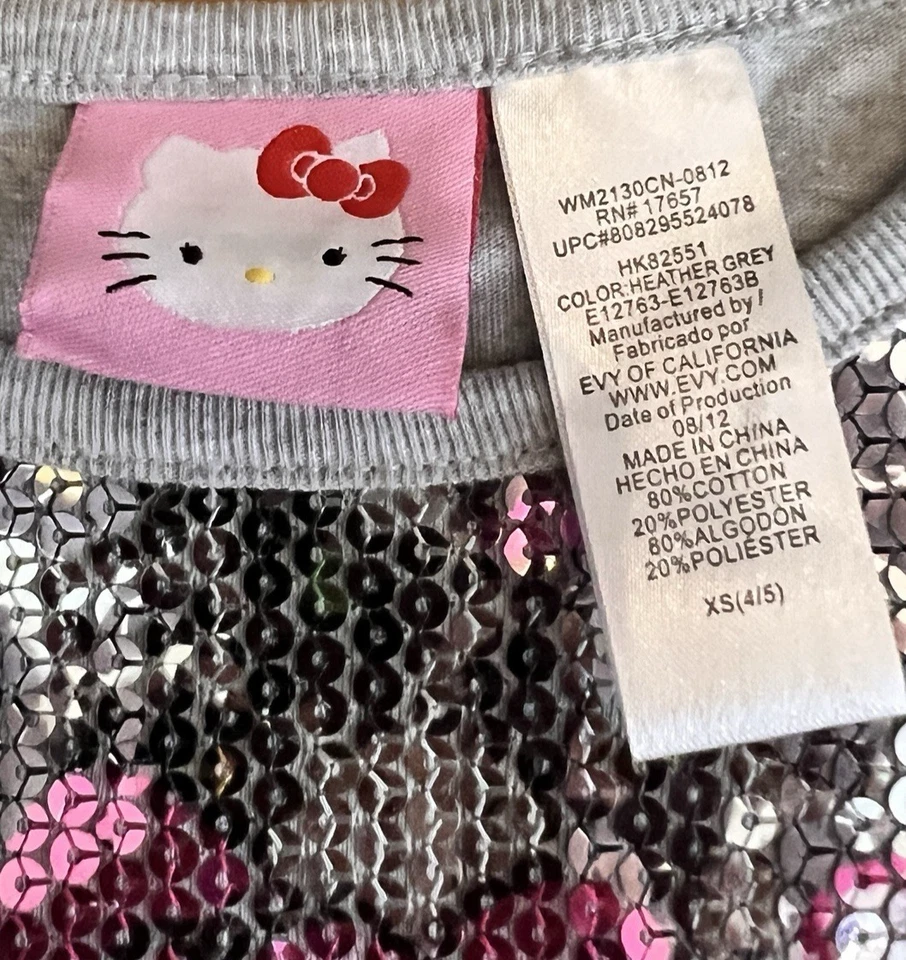 WM2130CN-0812
RN# 17657
UPC#808295524078
HK82551
COLOR:HEATHER GREY
E12763-E12763B
Manufactured by /
Fabricado por
EVY OF CALIFORNIA
WWW.EVY.COM
Date of Production
08/12
MADE IN CHINA
HECHO EN CHINA
80%COTTON
20%POLYESTER
80%ALGODON
20%POLIESTER
XS(4/5)